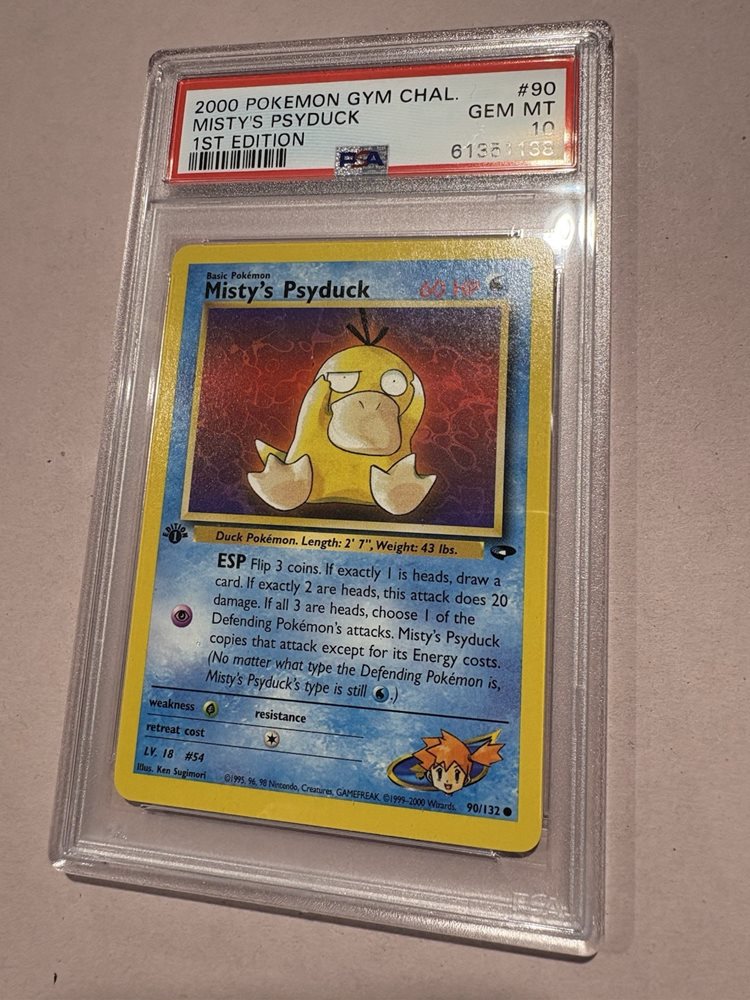 2000 POKEMON GYM CHAL. #90
MISTY'S PSYDUCK GEM MT
1ST EDITION 10
PSA
Basic Pokémon
Misty's Psyduck 60 HP
EDITION
1
Duck Pokémon. Length: 2' 7", Weight: 43 lbs.
ESP Flip 3 coins. If exactly 1 is heads, draw a
card. If exactly 2 are heads, this attack does 20
damage. If all 3 are heads, choose 1 of the
Defending Pokémon's attacks. Misty's Psyduck
copies that attack except for its Energy costs.
(No matter what type the Defending Pokémon is,
Misty's Psyduck's type is still .)
weakness resistance
retreat cost
LV. 18 #54
Illus. Ken Sugimori
©1995, 96, 98 Nintendo, Creatures, GAMEFREAK. ©1999-2000 Wizards. 90/132
PSA